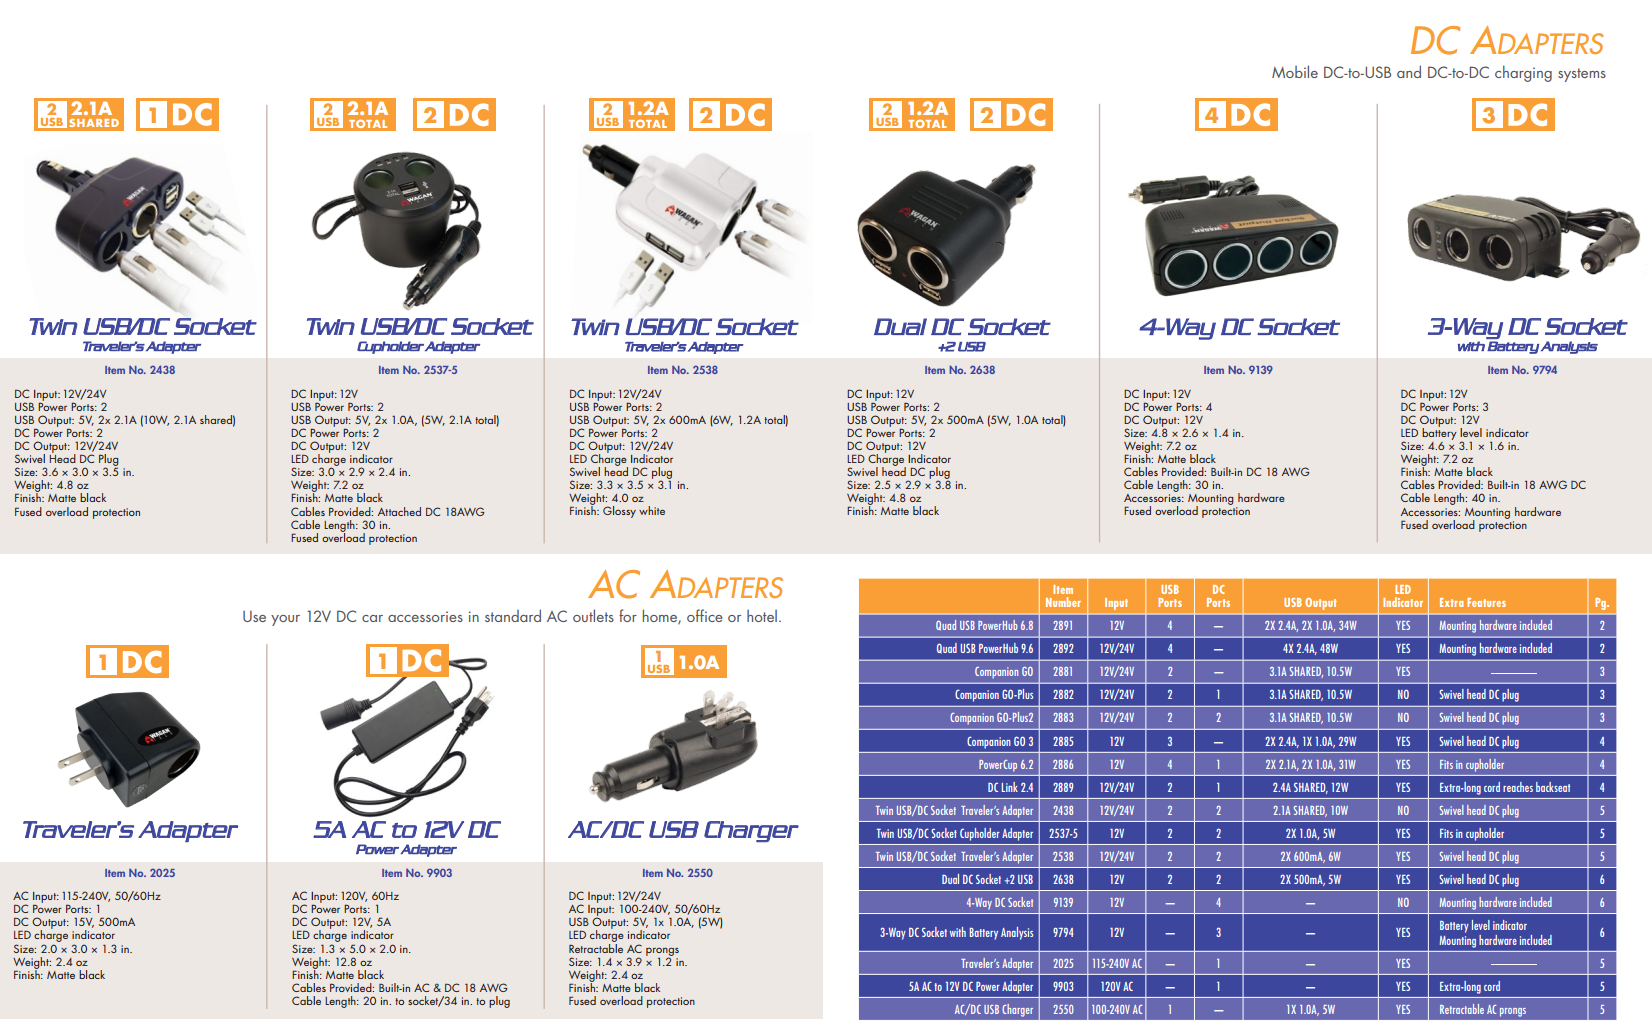 DC ADAPTERS
Mobile DC-to-USB and DC-to-DC charging systems
2 USB 2.1A SHARED 1 DC
WAGAN
Twin USB/DC Socket
Traveler's Adapter
Item No. 2438
DC Input: 12V/24V
USB Power Ports: 2
USB Output: 5V, 2x 2.1A (10W, 2.1A shared)
DC Power Ports: 2
DC Output: 12V/24V
Swivel Head DC Plug
Size: 3.6 × 3.0 × 3.5 in.
Weight: 4.8 oz
Finish: Matte black
Fused overload protection
2 USB 2.1A TOTAL 2 DC
WAGAN
Twin USB/DC Socket
Cupholder Adapter
Item No. 2537-5
DC Input: 12V
USB Power Ports: 2
USB Output: 5V, 2x 1.0A, (5W, 2.1A total)
DC Power Ports: 2
DC Output: 12V
LED charge indicator
Size: 3.0 × 2.9 × 2.4 in.
Weight: 7.2 oz
Finish: Matte black
Cables Provided: Attached DC 18AWG
Cable Length: 30 in.
Fused overload protection
2 USB 1.2A TOTAL 2 DC
WAGAN
Twin USB/DC Socket
Traveler's Adapter
Item No. 2538
DC Input: 12V/24V
USB Power Ports: 2
USB Output: 5V, 2x 600mA (6W, 1.2A total)
DC Power Ports: 2
DC Output: 12V/24V
LED Charge Indicator
Swivel head DC plug
Size: 3.3 × 3.5 × 3.1 in.
Weight: 4.0 oz
Finish: Glossy white
2 USB 1.2A TOTAL 2 DC
WAGAN
Dual DC Socket
+2 USB
Item No. 2638
DC Input: 12V
USB Power Ports: 2
USB Output: 5V, 2x 500mA (5W, 1.0A total)
DC Power Ports: 2
DC Output: 12V
LED Charge Indicator
Swivel head DC plug
Size: 2.5 × 2.9 × 3.8 in.
Weight: 4.8 oz
Finish: Matte black
4 DC
4-Way DC Socket
Item No. 9139
DC Input: 12V
DC Power Ports: 4
DC Output: 12V
Size: 4.8 × 2.6 × 1.4 in.
Weight: 7.2 oz
Finish: Matte black
Cables Provided: Built-in DC 18 AWG
Cable Length: 30 in.
Accessories: Mounting hardware
Fused overload protection
3 DC
3-Way DC Socket
with Battery Analysis
Item No. 9794
DC Input: 12V
DC Power Ports: 3
DC Output: 12V
LED battery level indicator
Size: 4.6 × 3.1 × 1.6 in.
Weight: 7.2 oz
Finish: Matte black
Cables Provided: Built-in 18 AWG DC
Cable Length: 40 in.
Accessories: Mounting hardware
Fused overload protection
AC ADAPTERS
Use your 12V DC car accessories in standard AC outlets for home, office or hotel.
1 DC
WAGAN
Traveler's Adapter
Item No. 2025
AC Input: 115-240V, 50/60Hz
DC Power Ports: 1
DC Output: 15V, 500mA
LED charge indicator
Size: 2.0 × 3.0 × 1.3 in.
Weight: 2.4 oz
Finish: Matte black
1 DC
5A AC to 12V DC
Power Adapter
Item No. 9903
AC Input: 120V, 60Hz
DC Power Ports: 1
DC Output: 12V, 5A
LED charge indicator
Size: 1.3 × 5.0 × 2.0 in.
Weight: 12.8 oz
Finish: Matte black
Cables Provided: Built-in AC & DC 18 AWG
Cable Length: 20 in. to socket/34 in. to plug
1 USB 1.0A
AC/DC USB Charger
Item No. 2550
DC Input: 12V/24V
AC Input: 100-240V, 50/60Hz
USB Output: 5V, 1x 1.0A, (5W)
LED charge indicator
Retractable AC prongs
Size: 1.4 × 3.9 × 1.2 in.
Weight: 2.4 oz
Finish: Matte black
Fused overload protection
Item Number Input USB Ports DC Ports USB Output LED Indicator Extra Features Pg.
Quad USB PowerHub 6.8 2891 12V 4 — 2X 2.4A, 2X 1.0A, 34W YES Mounting hardware included 2
Quad USB PowerHub 9.6 2892 12V/24V 4 — 4X 2.4A, 48W YES Mounting hardware included 2
Companion GO 2881 12V/24V 2 — 3.1A SHARED, 10.5W YES — 3
Companion GO-Plus 2882 12V/24V 2 1 3.1A SHARED, 10.5W NO Swivel head DC plug 3
Companion GO-Plus2 2883 12V/24V 2 2 3.1A SHARED, 10.5W NO Swivel head DC plug 3
Companion GO 3 2885 12V 3 — 2X 2.4A, 1X 1.0A, 29W YES Swivel head DC plug 4
PowerCup 6.2 2886 12V 4 1 2X 2.1A, 2X 1.0A, 31W YES Fits in cupholder 4
DC Link 2.4 2889 12V/24V 2 1 2.4A SHARED, 12W YES Extra-long cord reaches backseat 4
Twin USB/DC Socket Traveler's Adapter 2438 12V/24V 2 2 2.1A SHARED, 10W NO Swivel head DC plug 5
Twin USB/DC Socket Cupholder Adapter 2537-5 12V 2 2 2X 1.0A, 5W YES Fits in cupholder 5
Twin USB/DC Socket Traveler's Adapter 2538 12V/24V 2 2 2X 600mA, 6W YES Swivel head DC plug 5
Dual DC Socket +2 USB 2638 12V 2 2 2X 500mA, 5W YES Swivel head DC plug 6
4-Way DC Socket 9139 12V — 4 — NO Mounting hardware included 6
3-Way DC Socket with Battery Analysis 9794 12V — 3 — YES Battery level indicator Mounting hardware included 6
Traveler's Adapter 2025 115-240V AC — 1 — YES — 5
5A AC to 12V DC Power Adapter 9903 120V AC — 1 — YES Extra-long cord 5
AC/DC USB Charger 2550 100-240V AC 1 — 1X 1.0A, 5W YES Retractable AC prongs 5